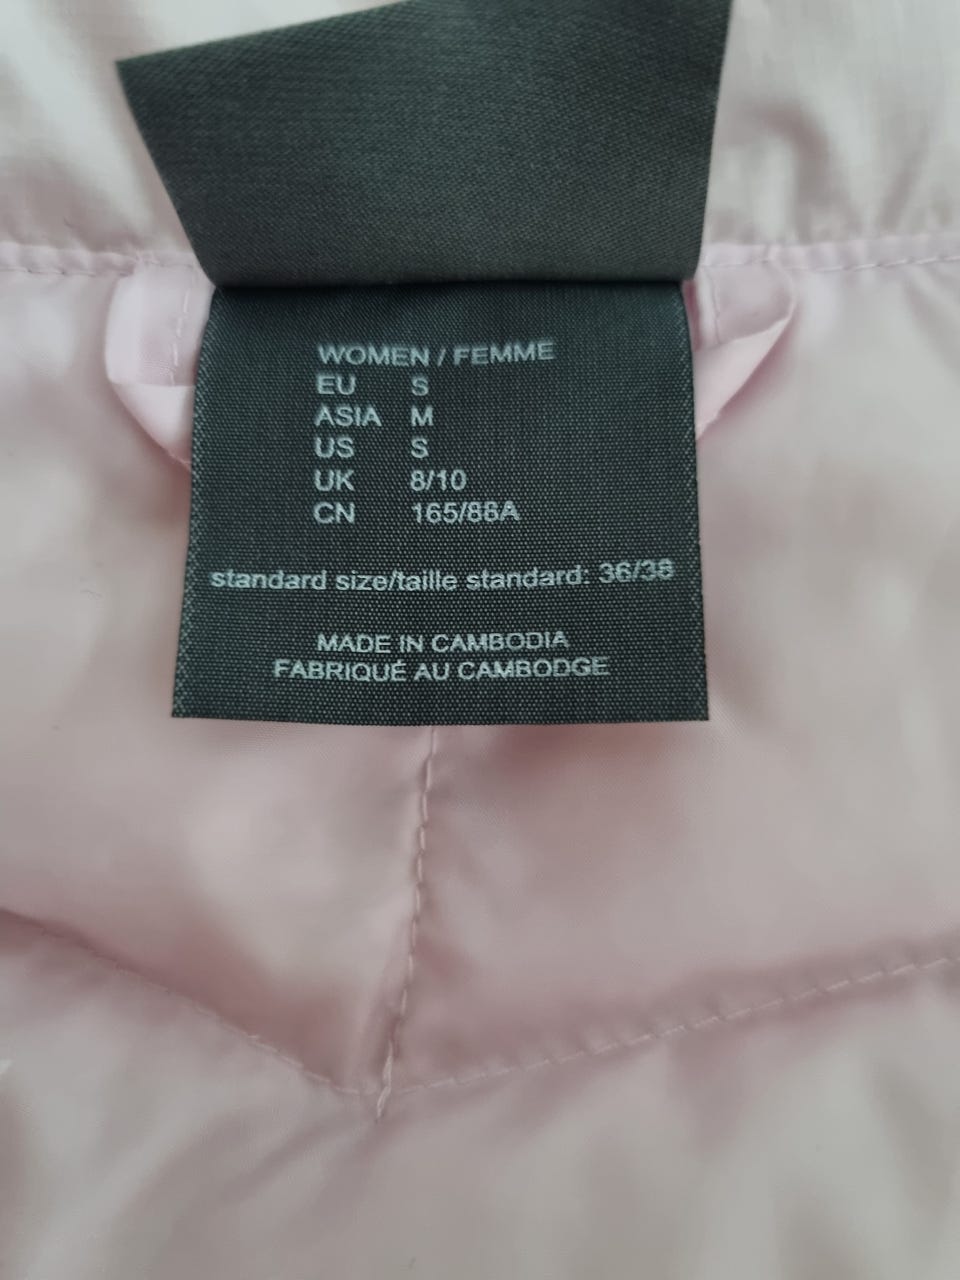 WOMEN / FEMME
EU S
ASIA M
US S
UK 8/10
CN 165/88A
standard size/taille standard: 36/38
MADE IN CAMBODIA
FABRIQUÉ AU CAMBODGE